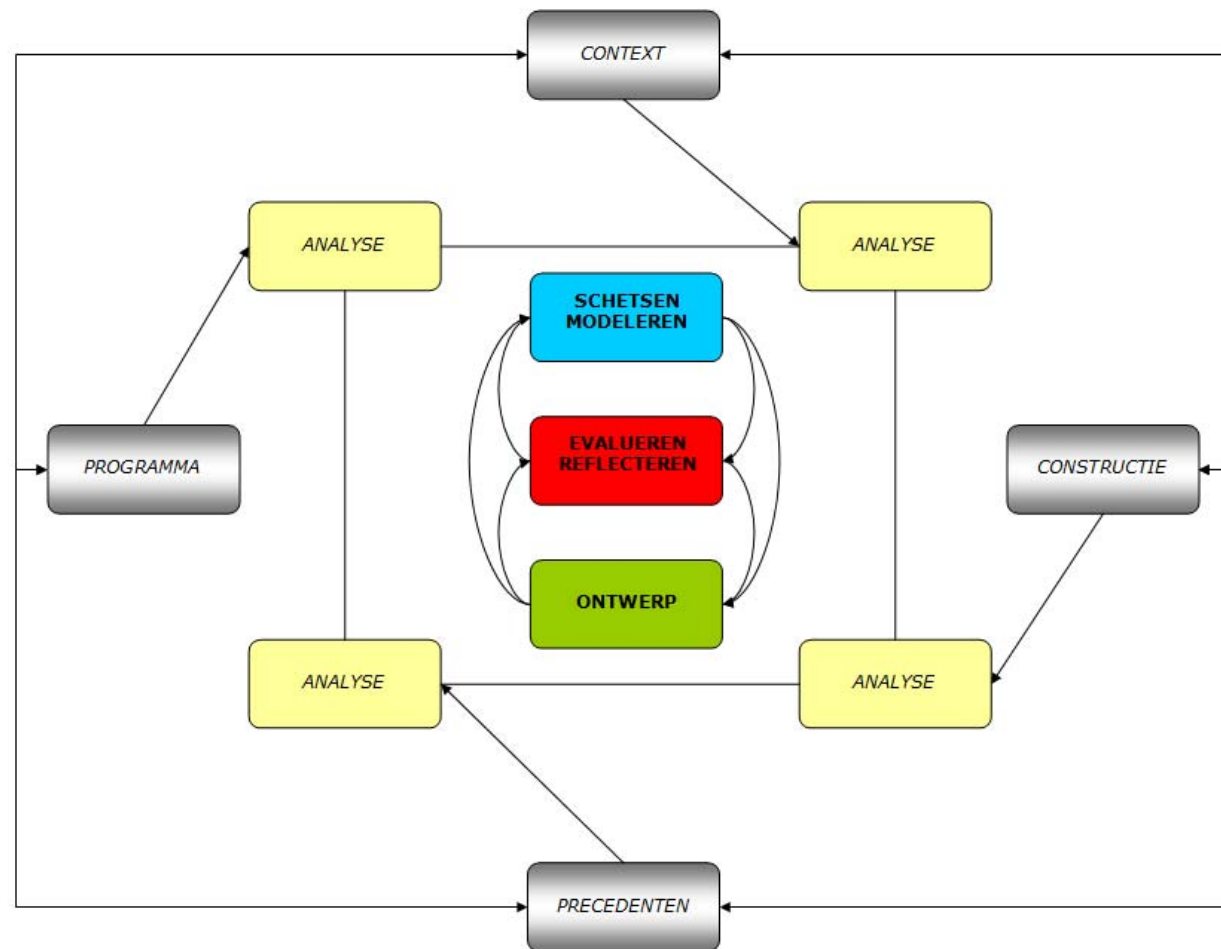 CONTEXT
ANALYSE
ANALYSE
SCHETSEN
MODELEREN
PROGRAMMA
EVALUEREN
REFLECTEREN
CONSTRUCTIE
ONTWERP
ANALYSE
ANALYSE
PRECEDENTEN